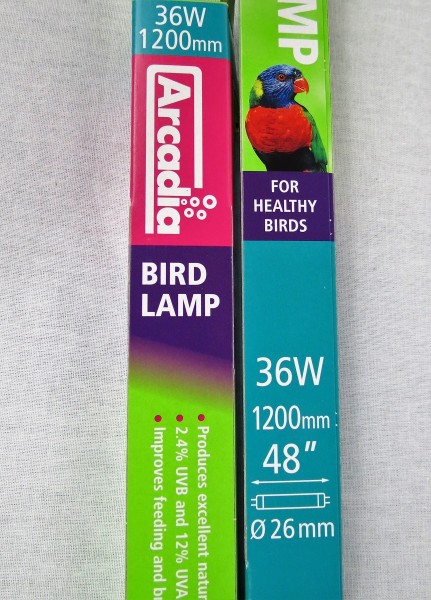 36W
1200mm
Arcadia
BIRD
LAMP
Produces excellent
2.4% UVB and 12% UVA
Improves feeding and
MP
FOR
HEALTHY
BIRDS
36W
1200mm
48”
Ø 26mm